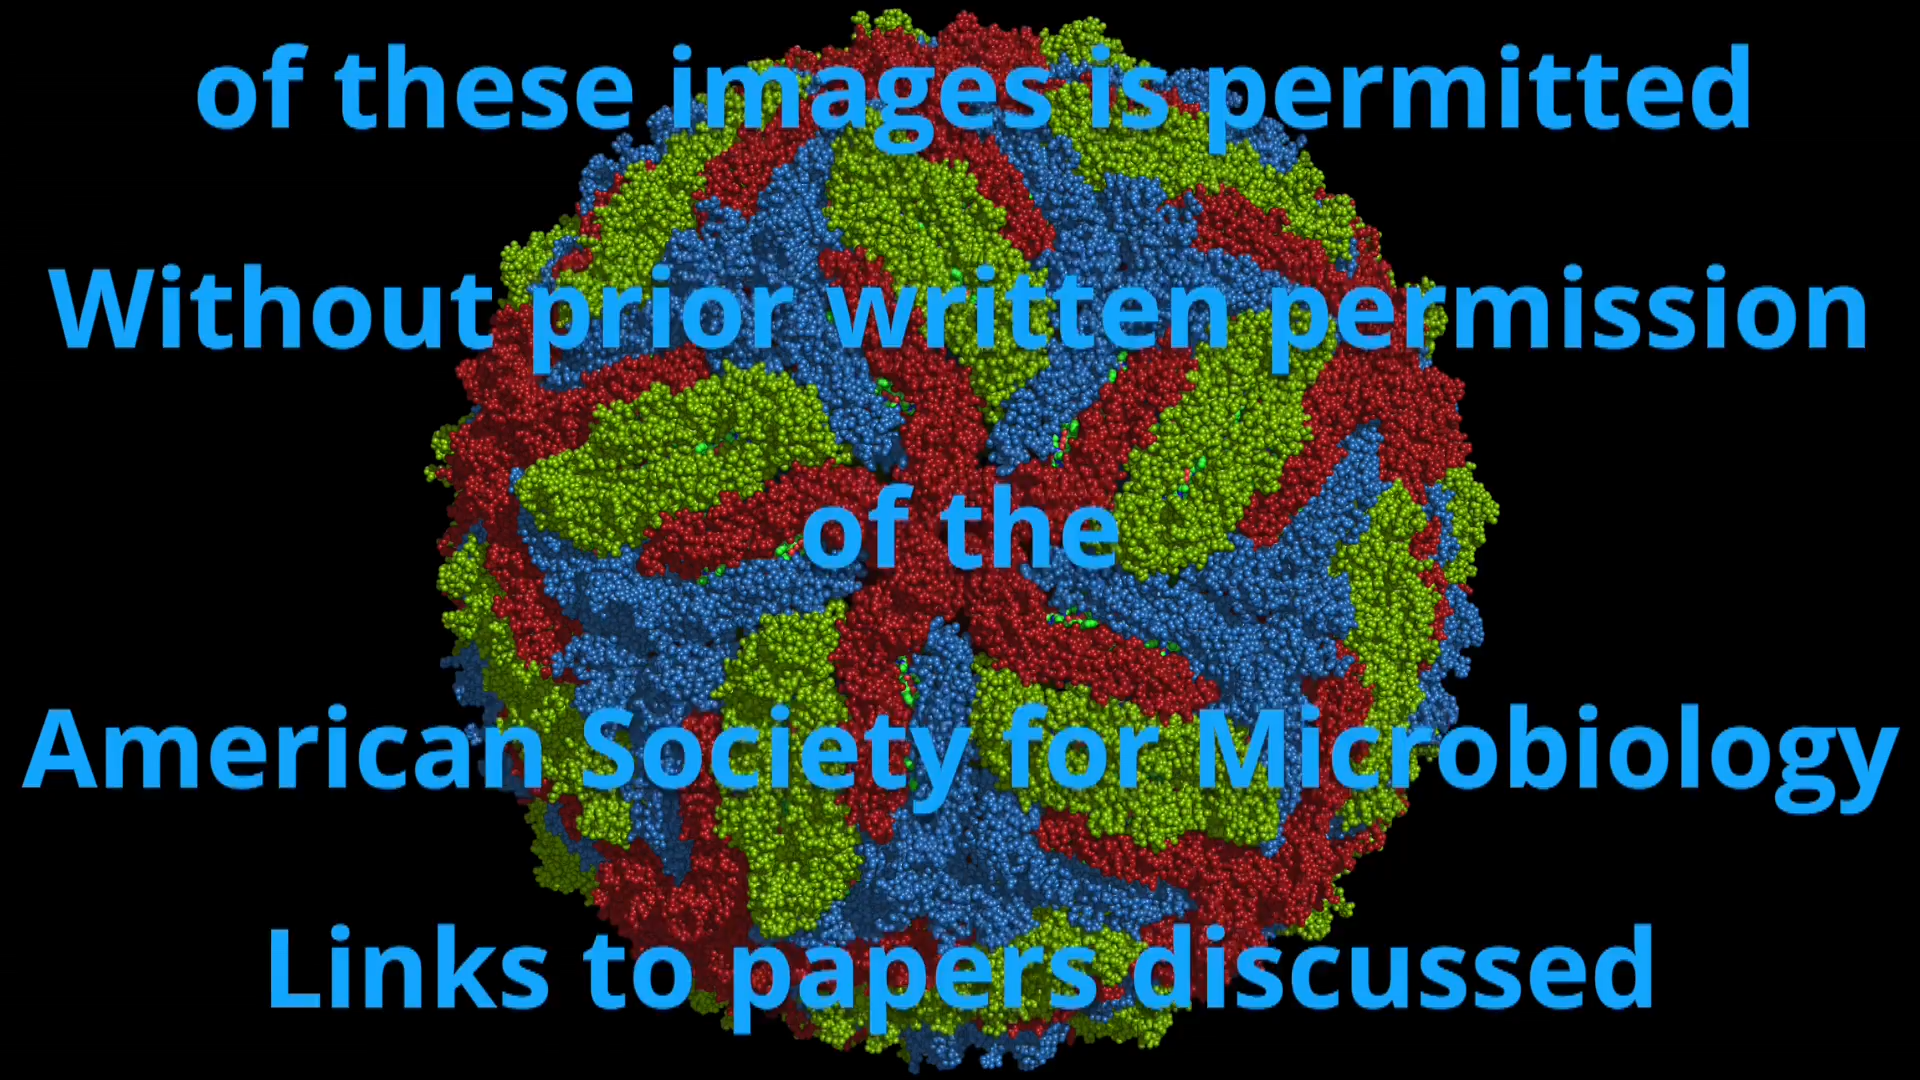 of these images is permitted
Without prior written permission
of the
American Society for Microbiology
Links to papers discussed